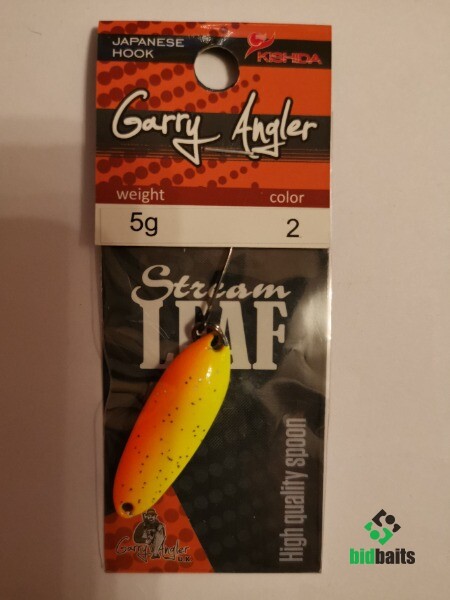 JAPANESE
HOOK
KISHIDA
Garry Angler
weight
color
5g
2
Stream
LEAF
High quality spoon
Garry Angler
bidbaits